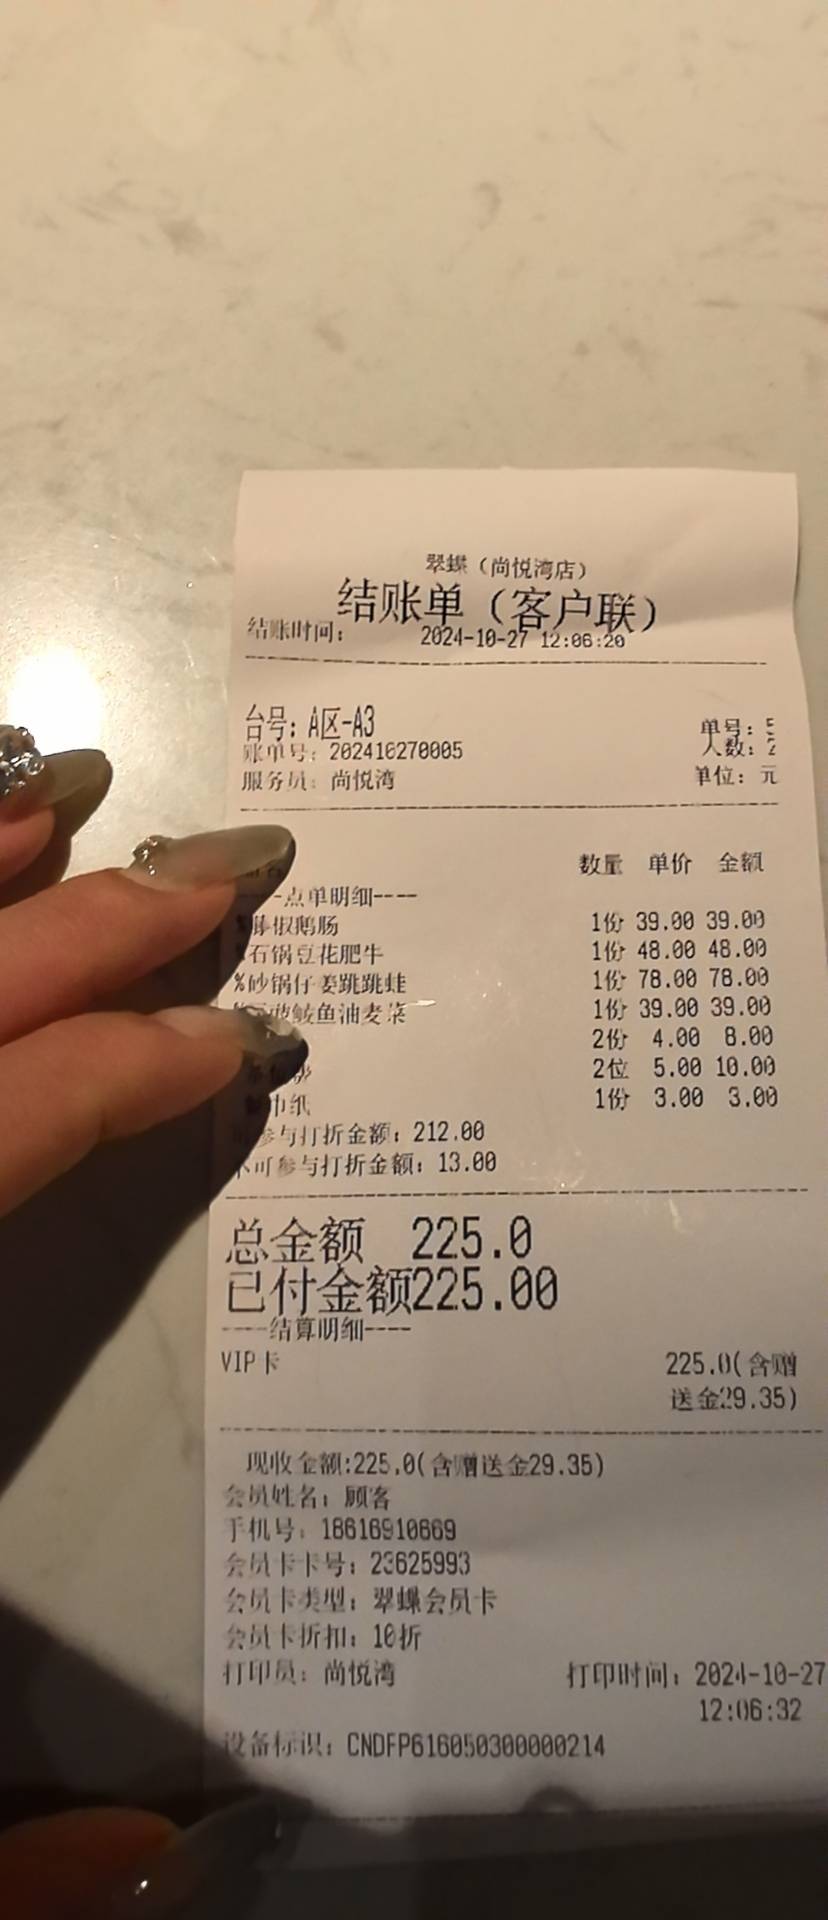 翠蝶（尚悦湾店）
结账单（客户联）
结账时间： 2024-10-27 12:06:20
台号：A区-A3
单号：
账单号：202410270005
人数：2
服务员：尚悦湾
单位：元
数量 单价 金额
----点单明细----
%藤椒鹅肠 1份 39.00 39.00
%石锅豆花肥牛 1份 48.00 48.00
%砂锅仔姜跳跳蛙 1份 78.00 78.00
鲮鱼油麦菜 1份 39.00 39.00
2份 4.00 8.00
2位 5.00 10.00
巾纸 1份 3.00 3.00
参与打折金额：212.00
不可参与打折金额：13.00
总金额 225.0
已付金额225.00
----结算明细----
VIP卡 225.0(含赠
送金29.35)
现收金额:225.0(含赠送金29.35)
会员姓名：顾客
手机号：18616910869
会员卡卡号：23625993
会员卡类型：翠蝶会员卡
会员卡折扣：10折
打印员：尚悦湾 打印时间：2024-10-27
12:06:32
设备标识：CNDFP616050300000214